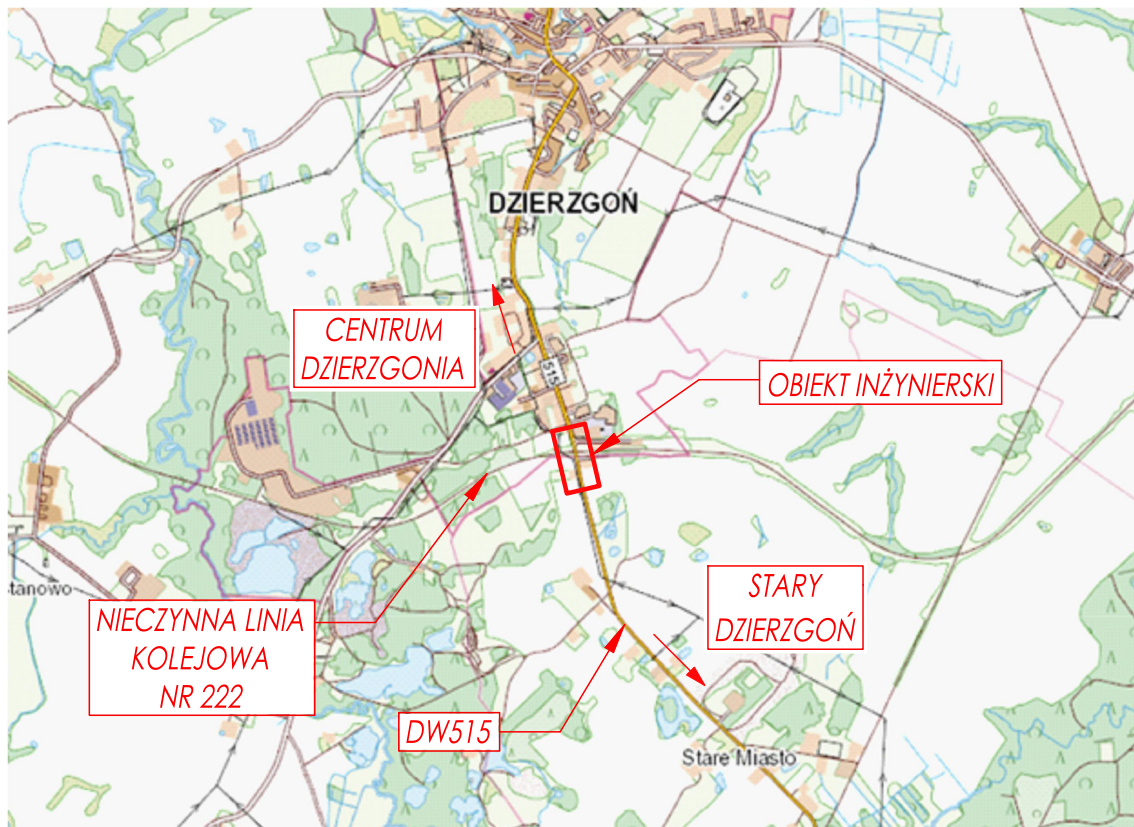 DZIERZGOŃ
CENTRUM
DZIERZGONIA
515
OBIEKT INŻYNIERSKI
tanowo
STARY
DZIERZGOŃ
NIECZYNNA LINIA
KOLEJOWA
NR 222
DW515
Stare Miasto